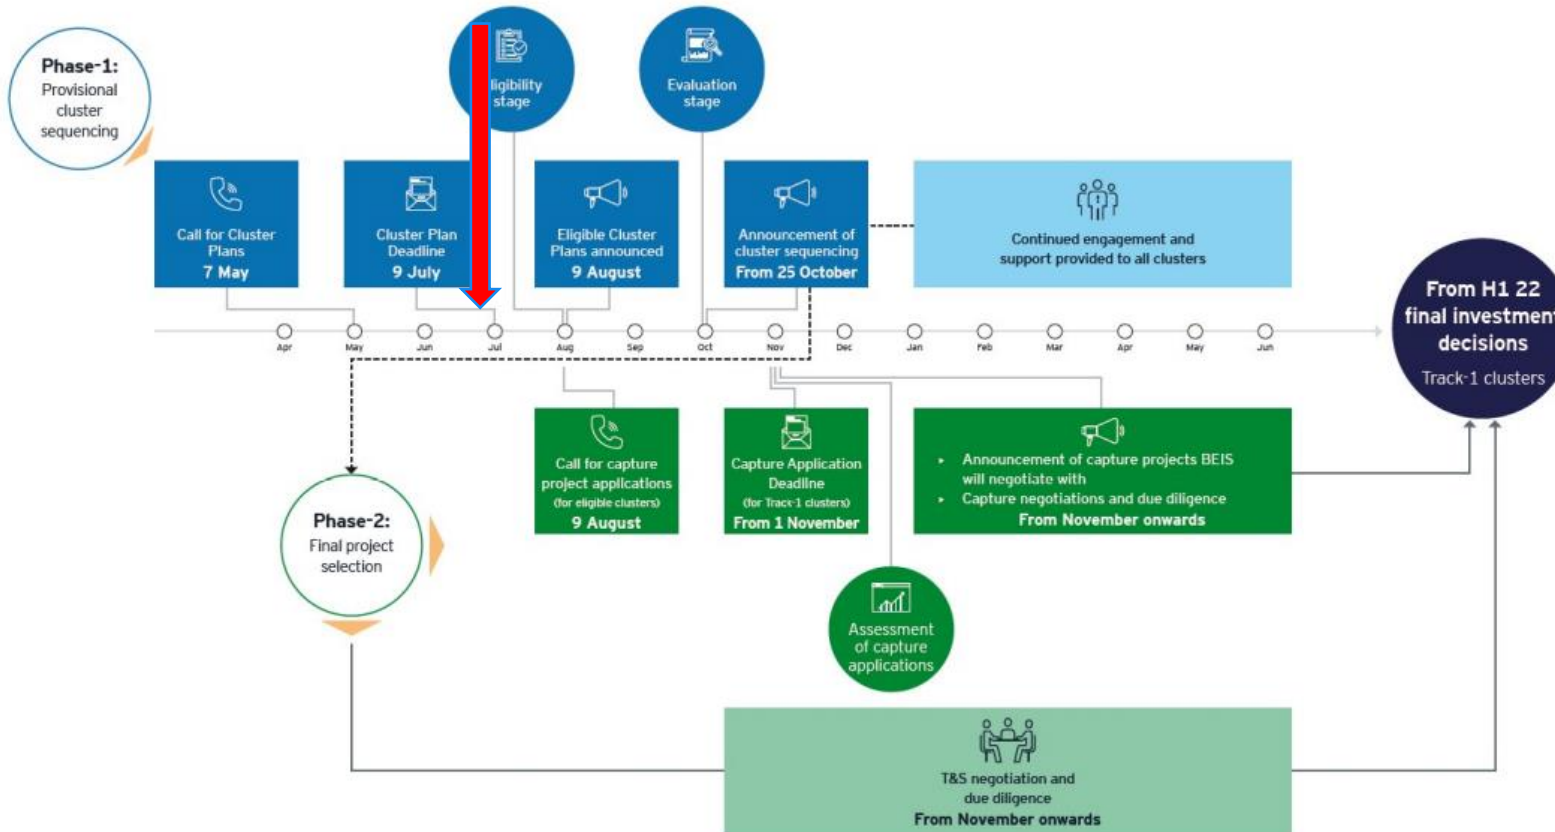 Phase-1:
Provisional
cluster
sequencing
ligibility
stage
Evaluation
stage
Call for Cluster
Plans
7 May
Cluster Plan
Deadline
9 July
Eligible Cluster
Plans announced
9 August
Announcement of
cluster sequencing
From 25 October
Continued engagement and
support provided to all clusters
From H1 22
final investment
decisions
Track-1 clusters
Apr
May
Jun
Jul
Aug
Sep
Oct
Nov
Dec
Jan
Feb
Mar
Apr
May
Jun
Phase-2:
Final project
selection
Call for capture
project applications
(for eligible clusters)
9 August
Capture Application
Deadline
(for Track-1 clusters)
From 1 November
▸ Announcement of capture projects BEIS
will negotiate with
▸ Capture negotiations and due diligence
From November onwards
Assessment
of capture
applications
T&S negotiation and
due diligence
From November onwards